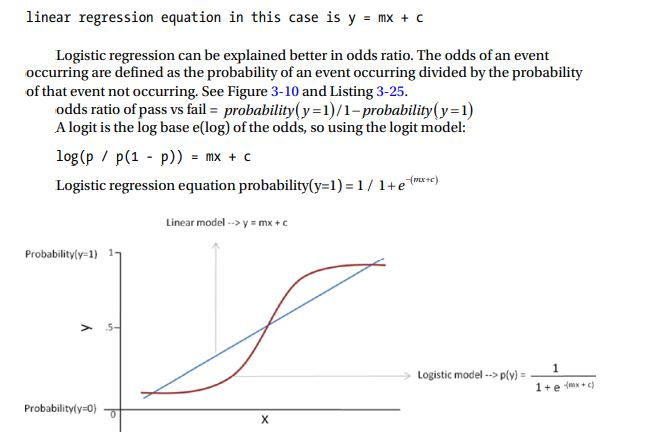 linear regression equation in this case is y = mx + c
Logistic regression can be explained better in odds ratio. The odds of an event
occurring are defined as the probability of an event occurring divided by the probability
of that event not occurring. See Figure 3-10 and Listing 3-25.
odds ratio of pass vs fail = probability(y=1)/1−probability(y=1)
A logit is the log base e(log) of the odds, so using the logit model:
log(p / p(1 - p)) = mx + c
Logistic regression equation probability(y=1) = 1 / 1+e^-(mx+c)
Linear model --> y = mx + c
Probability(y=1) 1
y .5
Logistic model --> p(y) = 1 / 1 + e^-(mx + c)
Probability(y=0) 0
X